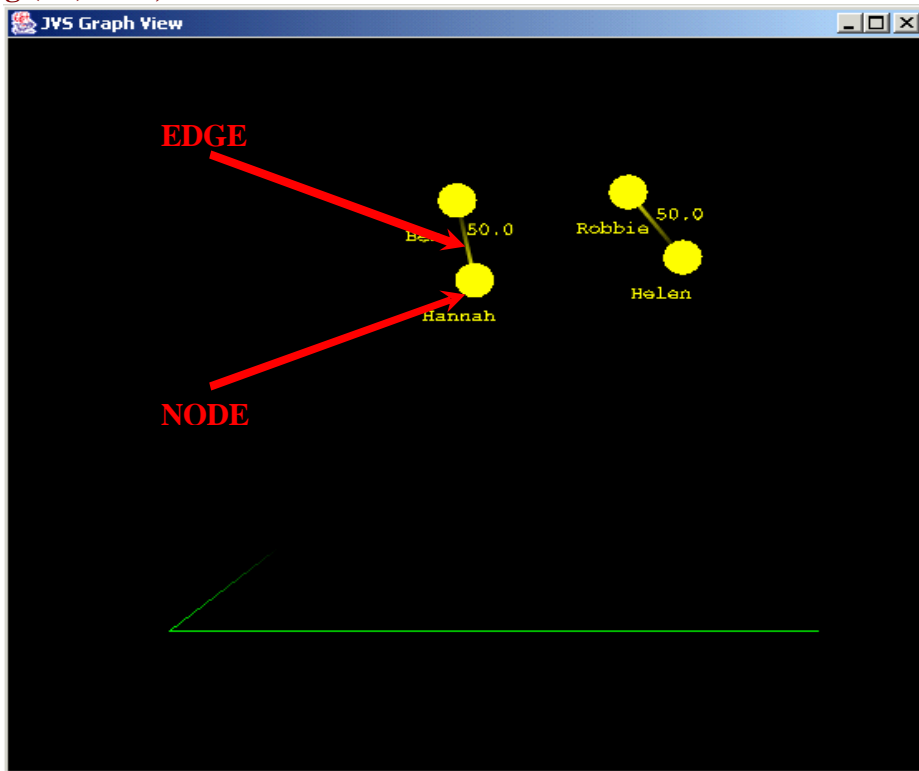 JVS Graph View
EDGE
50.0
50.0
Robbie
Helen
Hannah
NODE